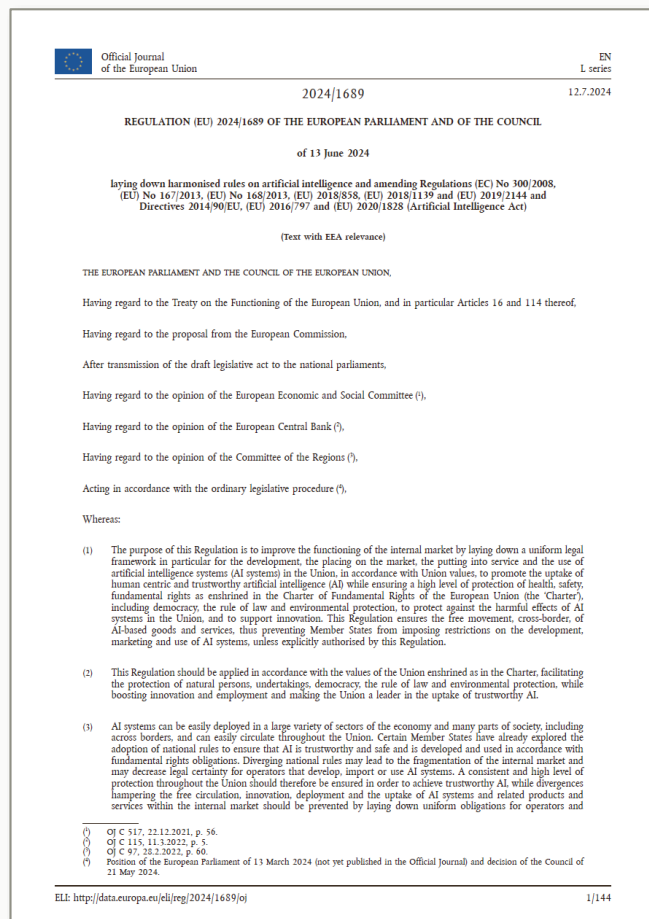 Official Journal
of the European Union
EN
L series
2024/1689
12.7.2024
REGULATION (EU) 2024/1689 OF THE EUROPEAN PARLIAMENT AND OF THE COUNCIL
of 13 June 2024
laying down harmonised rules on artificial intelligence and amending Regulations (EC) No 300/2008,
(EU) No 167/2013, (EU) No 168/2013, (EU) 2018/858, (EU) 2018/1139 and (EU) 2019/2144 and
Directives 2014/90/EU, (EU) 2016/797 and (EU) 2020/1828 (Artificial Intelligence Act)
(Text with EEA relevance)
THE EUROPEAN PARLIAMENT AND THE COUNCIL OF THE EUROPEAN UNION,
Having regard to the Treaty on the Functioning of the European Union, and in particular Articles 16 and 114 thereof,
Having regard to the proposal from the European Commission,
After transmission of the draft legislative act to the national parliaments,
Having regard to the opinion of the European Economic and Social Committee (¹),
Having regard to the opinion of the European Central Bank (²),
Having regard to the opinion of the Committee of the Regions (³),
Acting in accordance with the ordinary legislative procedure (⁴),
Whereas:
(1) The purpose of this Regulation is to improve the functioning of the internal market by laying down a uniform legal
framework in particular for the development, the placing on the market, the putting into service and the use of
artificial intelligence systems (AI systems) in the Union, in accordance with Union values, to promote the uptake of
human centric and trustworthy artificial intelligence (AI) while ensuring a high level of protection of health, safety,
fundamental rights as enshrined in the Charter of Fundamental Rights of the European Union (the ‘Charter’),
including democracy, the rule of law and environmental protection, to protect against the harmful effects of AI
systems in the Union, and to support innovation. This Regulation ensures the free movement, cross-border, of
AI-based goods and services, thus preventing Member States from imposing restrictions on the development,
marketing and use of AI systems, unless explicitly authorised by this Regulation.
(2) This Regulation should be applied in accordance with the values of the Union enshrined as in the Charter, facilitating
the protection of natural persons, undertakings, democracy, the rule of law and environmental protection, while
boosting innovation and employment and making the Union a leader in the uptake of trustworthy AI.
(3) AI systems can be easily deployed in a large variety of sectors of the economy and many parts of society, including
across borders, and can easily circulate throughout the Union. Certain Member States have already explored the
adoption of national rules to ensure that AI is trustworthy and safe and is developed and used in accordance with
fundamental rights obligations. Diverging national rules may lead to the fragmentation of the internal market and
may decrease legal certainty for operators that develop, import or use AI systems. A consistent and high level of
protection throughout the Union should therefore be ensured in order to achieve trustworthy AI, while divergences
hampering the free circulation, innovation, deployment and the uptake of AI systems and related products and
services within the internal market should be prevented by laying down uniform obligations for operators and
(¹) OJ C 517, 22.12.2021, p. 56.
(²) OJ C 115, 11.3.2022, p. 5.
(³) OJ C 97, 28.2.2022, p. 60.
(⁴) Position of the European Parliament of 13 March 2024 (not yet published in the Official Journal) and decision of the Council of
21 May 2024.
ELI: http://data.europa.eu/eli/reg/2024/1689/oj
1/144